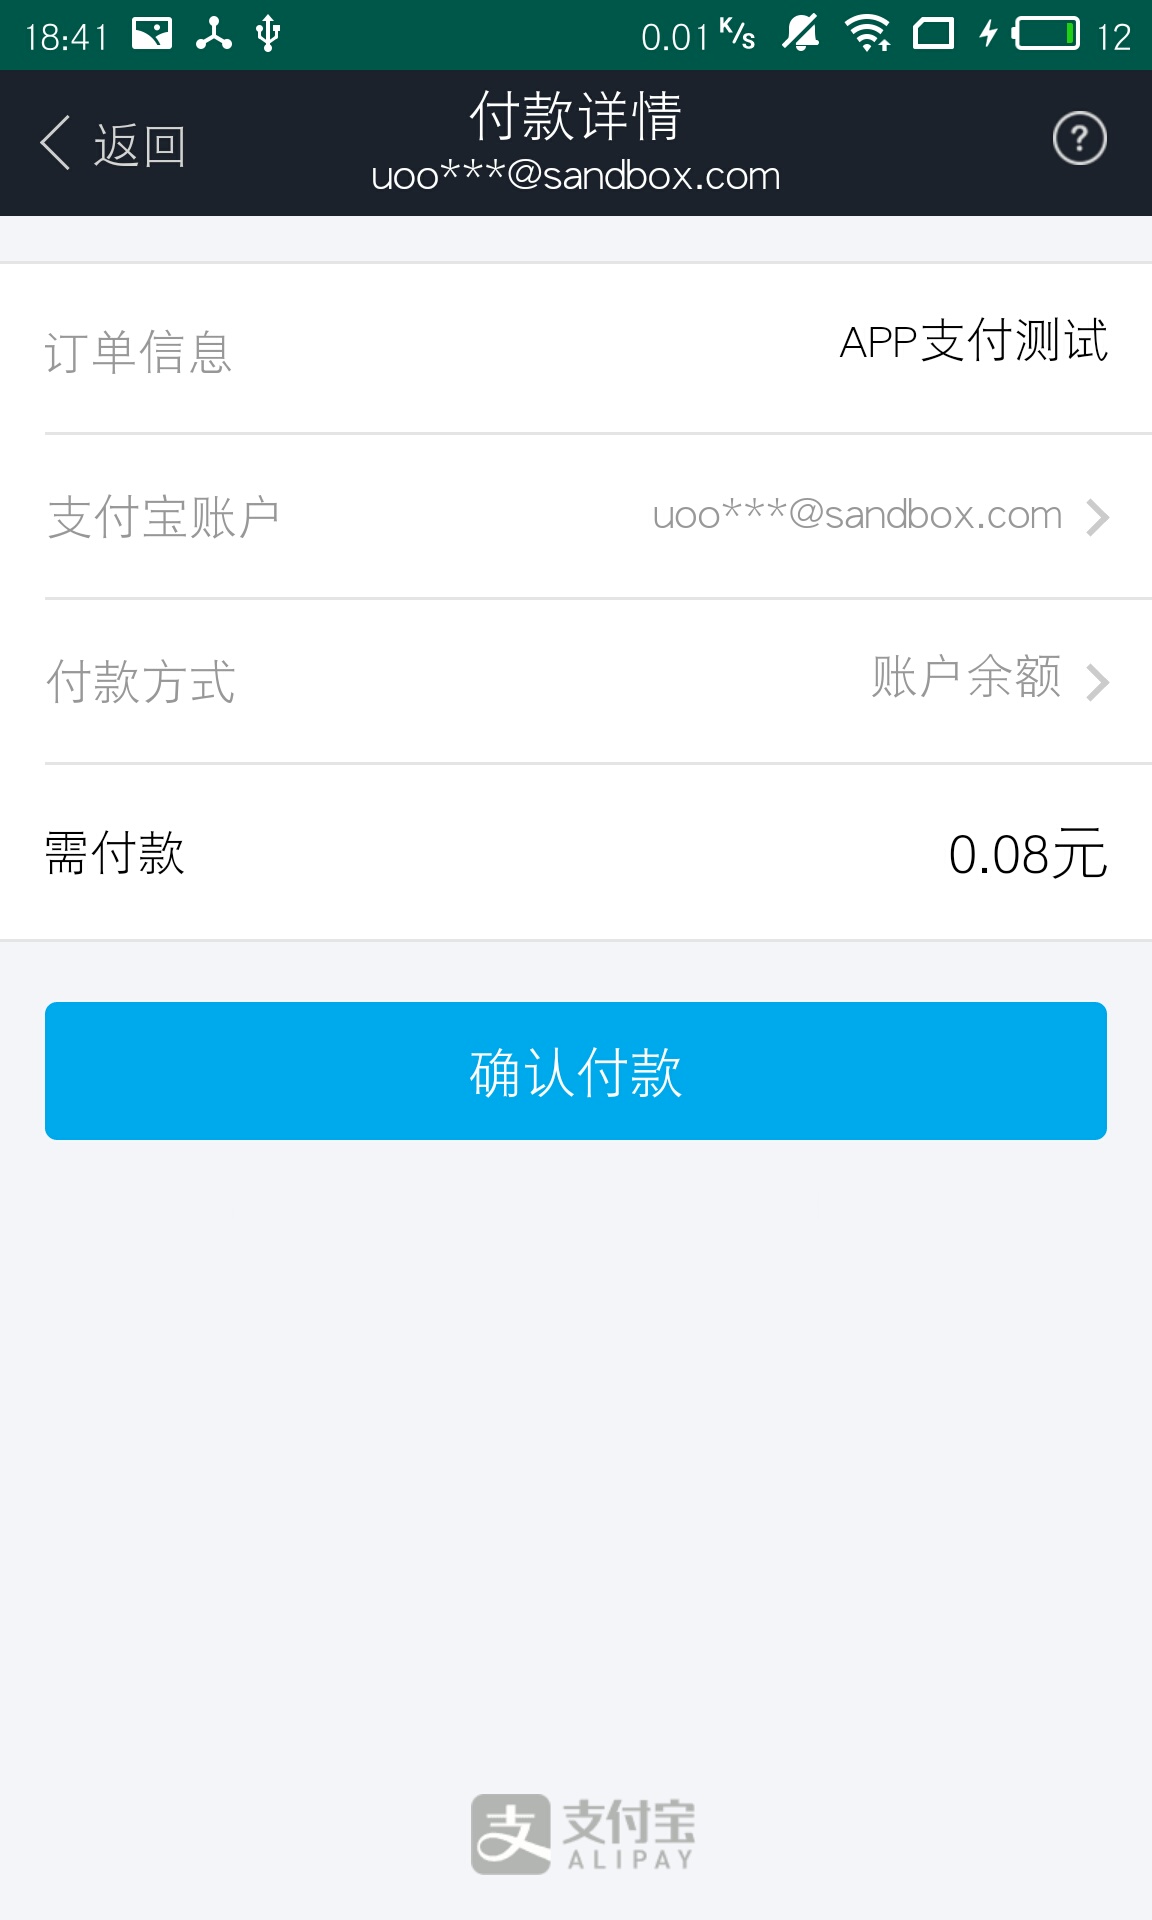 18:41 0.01 K/s 12
返回
付款详情
uoo***@sandbox.com
订单信息 APP支付测试
支付宝账户 uoo***@sandbox.com
付款方式 账户余额
需付款 0.08元
确认付款
支 支付宝
ALIPAY